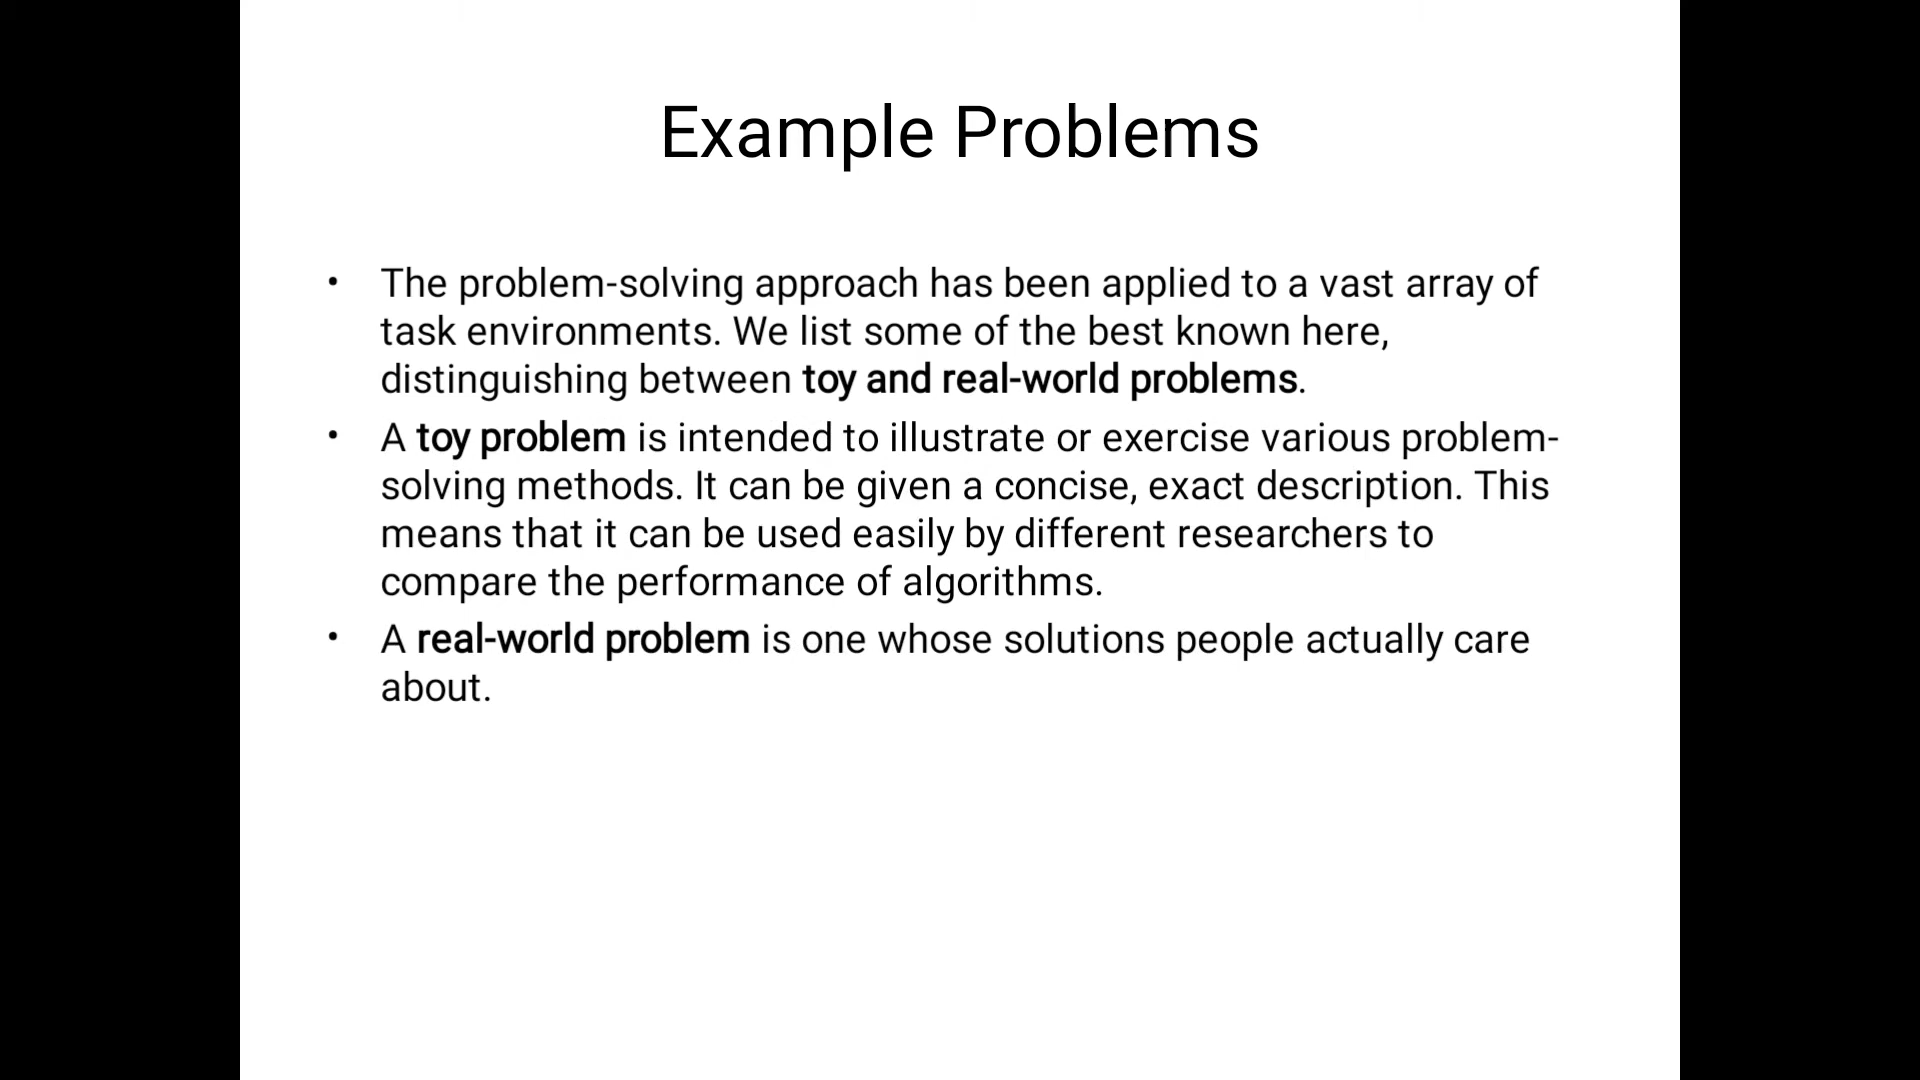 Example Problems
• The problem-solving approach has been applied to a vast array of
task environments. We list some of the best known here,
distinguishing between toy and real-world problems.
• A toy problem is intended to illustrate or exercise various problem-
solving methods. It can be given a concise, exact description. This
means that it can be used easily by different researchers to
compare the performance of algorithms.
• A real-world problem is one whose solutions people actually care
about.